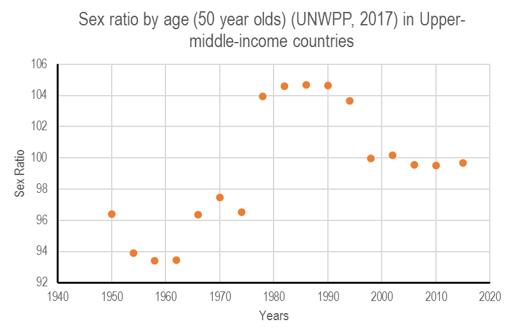 Sex ratio by age (50 year olds) (UNWPP, 2017) in Upper-
middle-income countries
106
104
102
100
98
96
94
92
Sex Ratio
1940 1950 1960 1970 1980 1990 2000 2010 2020
Years